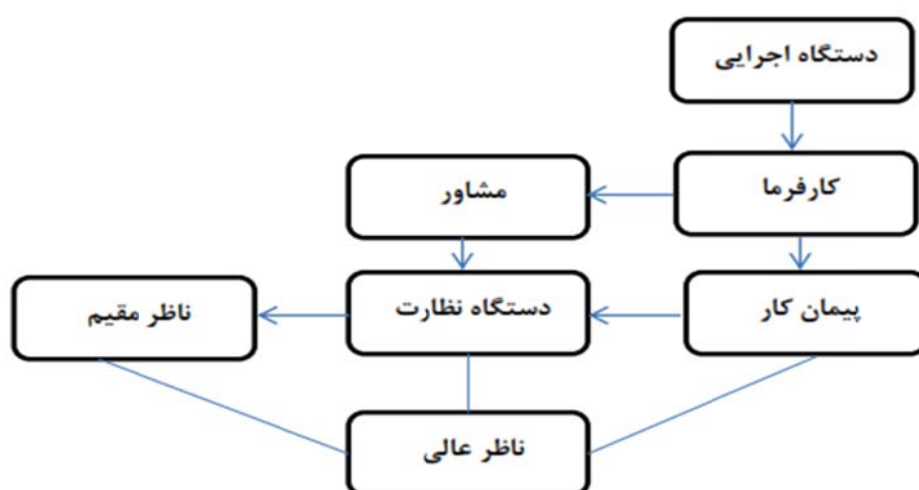 دستگاه اجرایی
کارفرما
مشاور
پیمان کار
دستگاه نظارت
ناظر مقیم
ناظر عالی